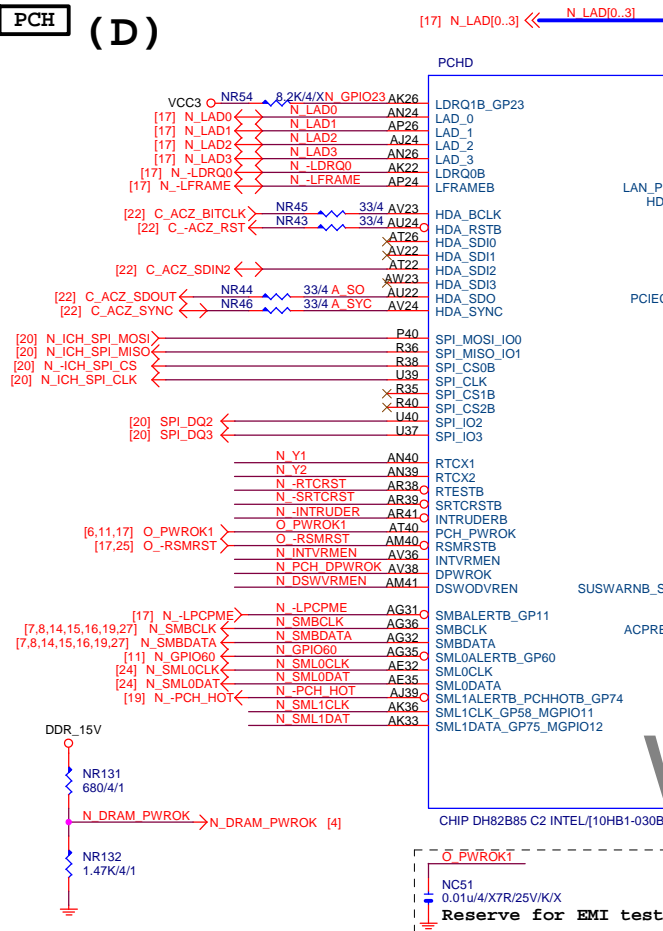 PCH (D)
[17] N_LAD[0..3] N_LAD[0..3]
PCHD
VCC3 NR54 8.2K/4/X N_GPIO23 AK26 LDRQ1B_GP23
[17] N_LAD0 N_LAD0 AN24 LAD_0
[17] N_LAD1 N_LAD1 AP26 LAD_1
[17] N_LAD2 N_LAD2 AJ24 LAD_2
[17] N_LAD3 N_LAD3 AN26 LAD_3
[17] N_-LDRQ0 N_-LDRQ0 AK22 LDRQ0B
[17] N_-LFRAME N_-LFRAME AP24 LFRAMEB
LAN_P
HD
[22] C_ACZ_BITCLK NR45 33/4 AV23 HDA_BCLK
[22] C_-ACZ_RST NR43 33/4 AU24 HDA_RSTB
AT26 HDA_SDI0
AV22 HDA_SDI1
[22] C_ACZ_SDIN2 AT22 HDA_SDI2
AW23 HDA_SDI3
[22] C_ACZ_SDOUT NR44 33/4 A_SO AU22 HDA_SDO
PCIEC
[22] C_ACZ_SYNC NR46 33/4 A_SYC AV24 HDA_SYNC
[20] N_ICH_SPI_MOSI P40 SPI_MOSI_IO0
[20] N_ICH_SPI_MISO R36 SPI_MISO_IO1
[20] N_-ICH_SPI_CS R38 SPI_CS0B
[20] N_ICH_SPI_CLK U39 SPI_CLK
R35 SPI_CS1B
R40 SPI_CS2B
[20] SPI_DQ2 U40 SPI_IO2
[20] SPI_DQ3 U37 SPI_IO3
N_Y1 AN40 RTCX1
N_Y2 AN39 RTCX2
N_-RTCRST AR38 RTESTB
N_-SRTCRST AR39 SRTCRSTB
N_-INTRUDER AR41 INTRUDERB
[6,11,17] O_PWROK1 O_PWROK1 AT40 PCH_PWROK
[17,25] O_-RSMRST O_-RSMRST AM40 RSMRSTB
N_INTVRMEN AV36 INTVRMEN
N_PCH_DPWROK AV38 DPWROK
N_DSWVRMEN AM41 DSWODVREN SUSWARNB_S
[17] N_-LPCPME N_-LPCPME AG31 SMBALERTB_GP11
[7,8,14,15,16,19,27] N_SMBCLK N_SMBCLK AG36 SMBCLK ACPRE
[7,8,14,15,16,19,27] N_SMBDATA N_SMBDATA AG32 SMBDATA
[11] N_GPIO60 N_GPIO60 AG35 SML0ALERTB_GP60
[24] N_SML0CLK N_SML0CLK AE32 SML0CLK
[24] N_SML0DAT N_SML0DAT AE35 SML0DATA
[19] N_-PCH_HOT N_-PCH_HOT AJ39 SML1ALERTB_PCHHOTB_GP74
N_SML1CLK AK36 SML1CLK_GP58_MGPIO11
N_SML1DAT AK33 SML1DATA_GP75_MGPIO12
DDR_15V
NR131
680/4/1
N_DRAM_PWROK N_DRAM_PWROK [4]
CHIP DH82B85 C2 INTEL/[10HB1-030B
NR132
1.47K/4/1
O_PWROK1
NC51
0.01u/4/X7R/25V/K/X
Reserve for EMI test